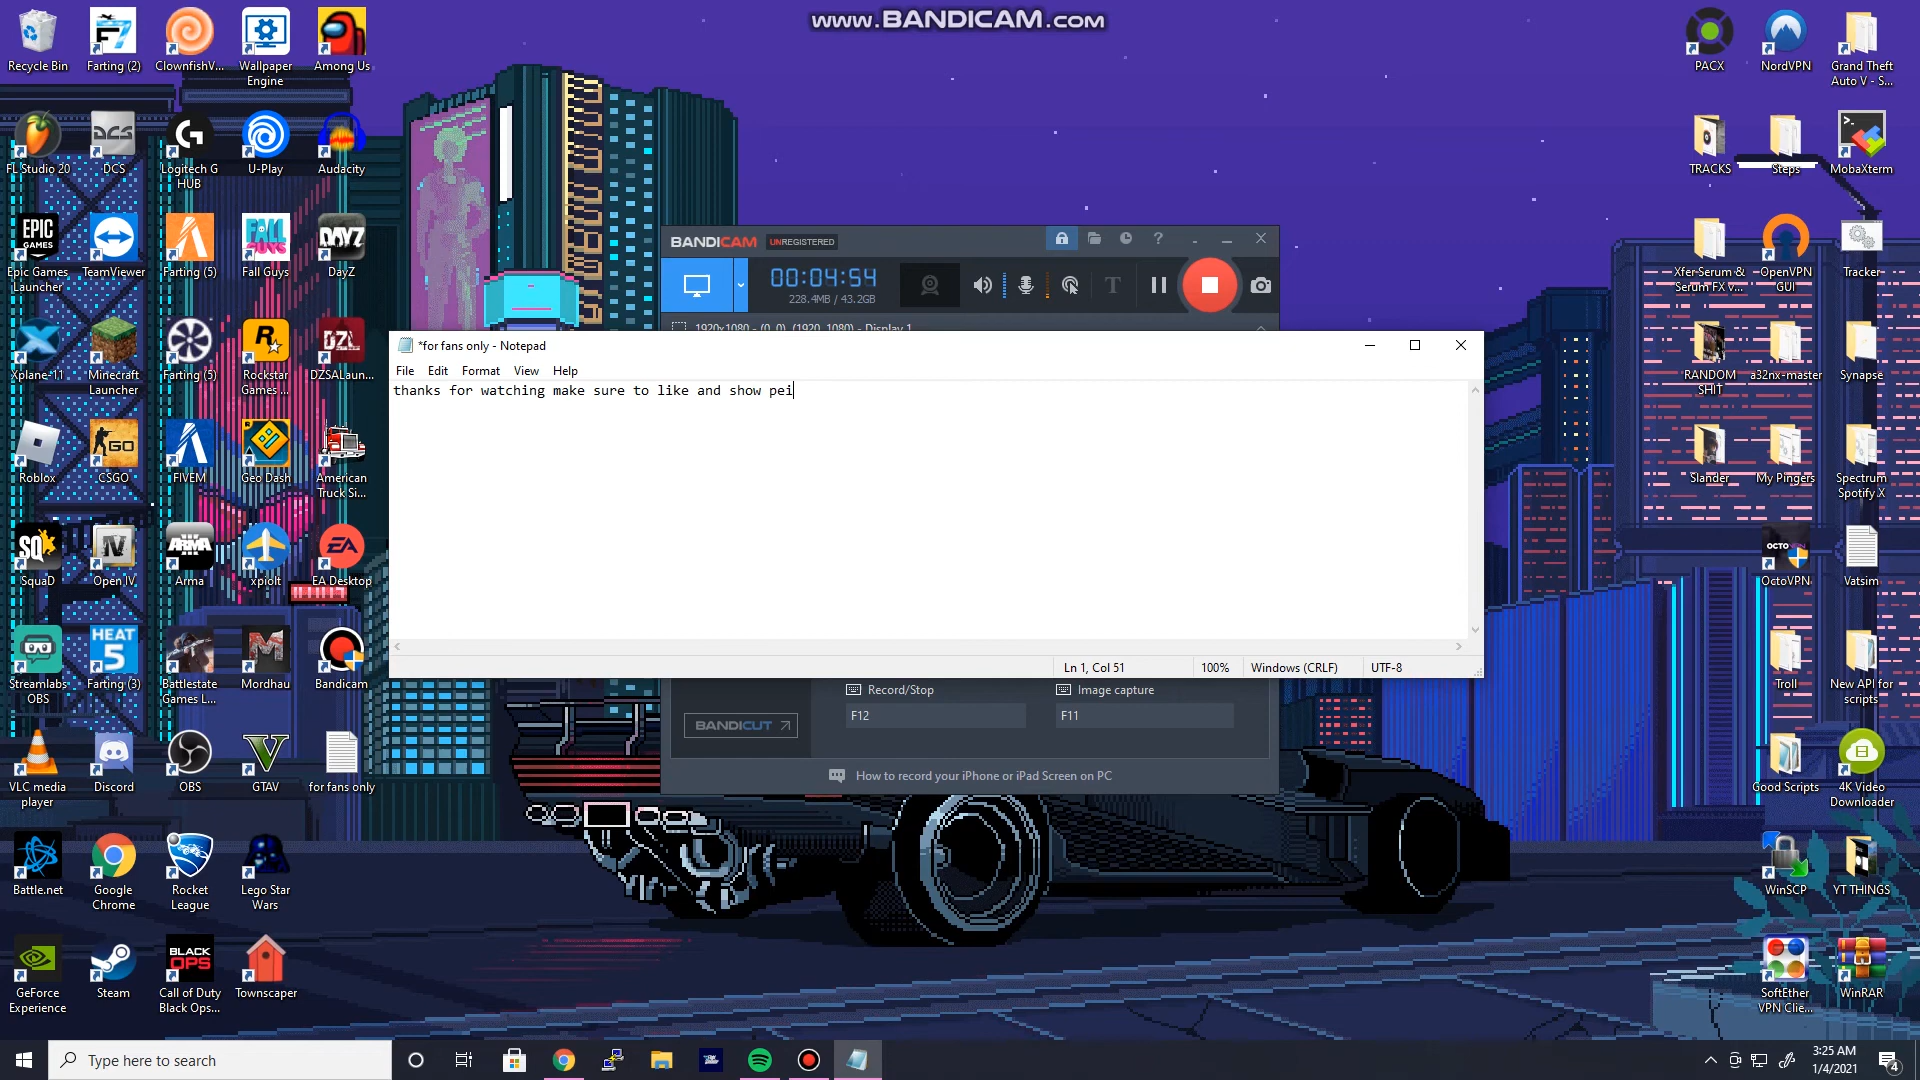 www.BANDICAM.com
Recycle Bin
Farting (2)
ClownfishV...
Wallpaper Engine
Among Us
PACX
NordVPN
Grand Theft Auto V - S...
FL Studio 20
DCS
Logitech G HUB
U-Play
Audacity
TRACKS
Steps
MobaXterm
Epic Games Launcher
TeamViewer
Farting (5)
Fall Guys
DayZ
Xfer Serum & Serum FX v...
OpenVPN GUI
Tracker
BANDICAM UNREGISTERED
00:04:54
228.4MB / 43.2GB
1920x1080 - (0, 0), (1920, 1080) - Display 1
*for fans only - Notepad
File Edit Format View Help
thanks for watching make sure to like and show pei
Ln 1, Col 51 100% Windows (CRLF) UTF-8
Xplane-11
Minecraft Launcher
Farting (5)
Rockstar Games ...
DZSALaun...
RANDOM SHIT
a32nx-master
Synapse
Roblox
CSGO
FIVEM
Geo Dash
American Truck Si...
Slander
My Pingers
Spectrum Spotify X
SquaD
Open IV
Arma
xpiolt
EA Desktop
OctoVPN
Vatsim
Streamlabs OBS
Farting (3)
Battlestate Games L...
Mordhau
Bandicam
Troll
New API for scripts
Record/Stop
Image capture
BANDICUT
F12
F11
How to record your iPhone or iPad Screen on PC
VLC media player
Discord
OBS
GTAV
for fans only
Good Scripts
4K Video Downloader
Battle.net
Google Chrome
Rocket League
Lego Star Wars
WinSCP
YT THINGS
GeForce Experience
Steam
Call of Duty Black Ops...
Townscaper
SoftEther VPN Clie...
WinRAR
Type here to search
3:25 AM
1/4/2021
4